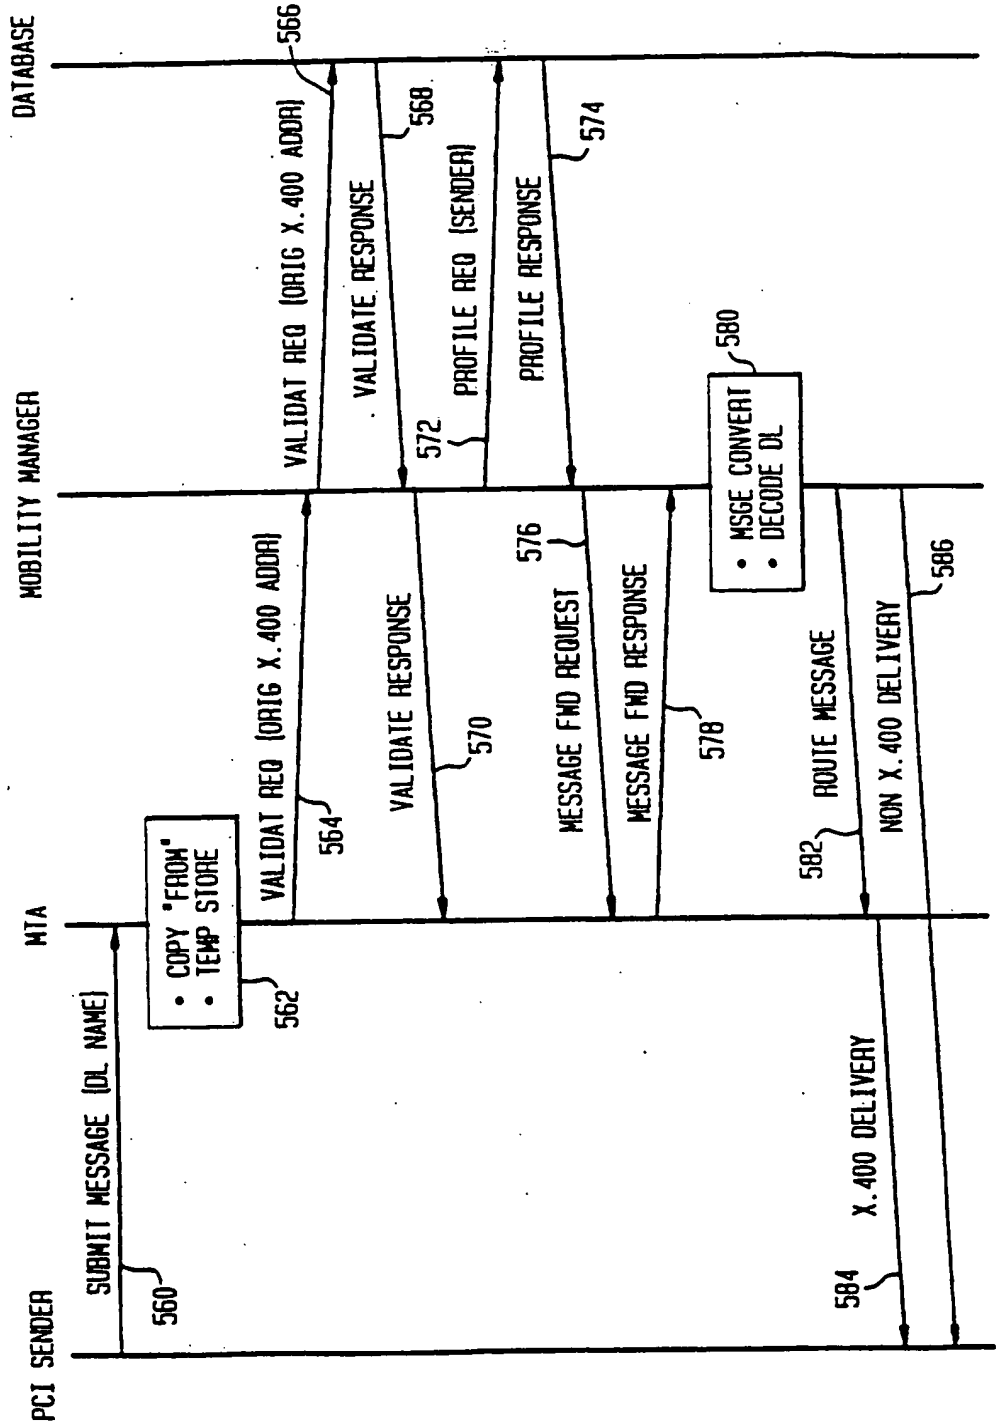 PCI SENDER
MTA
MOBILITY MANAGER
DATABASE
SUBMIT MESSAGE (DL NAME)
560
• COPY "FROM"
• TEMP STORE
562
VALIDAT REQ (ORIG X.400 ADDR)
564
VALIDAT REQ (ORIG X.400 ADDR)
566
VALIDATE RESPONSE
568
VALIDATE RESPONSE
570
PROFILE REQ (SENDER)
572
PROFILE RESPONSE
574
MESSAGE FWD REQUEST
576
MESSAGE FWD RESPONSE
578
• MSGE CONVERT
• DECODE DL
580
ROUTE MESSAGE
582
X.400 DELIVERY
584
NON X.400 DELIVERY
586